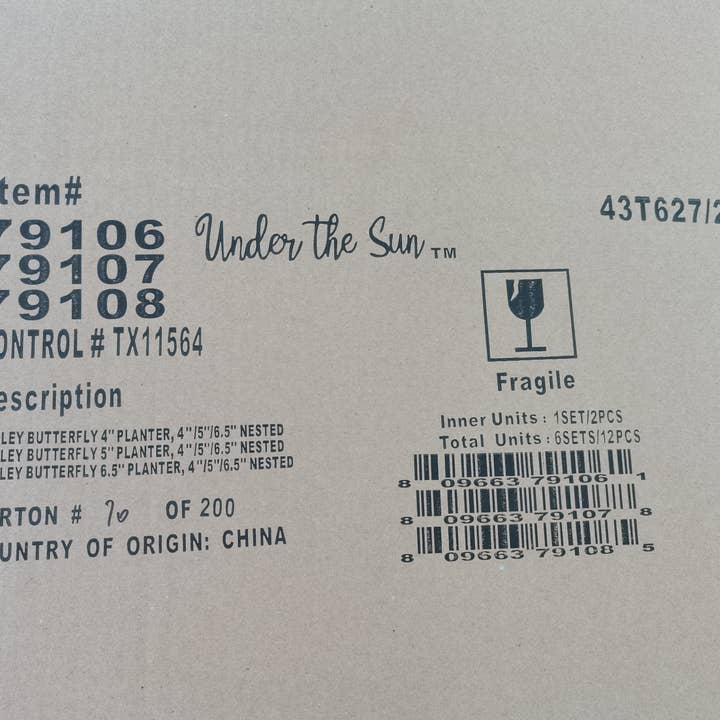 tem#
79106
79107
79108
Under the Sun TM
43T627/2
ONTROL # TX11564
escription
LEY BUTTERFLY 4" PLANTER, 4"/5"/6.5" NESTED
LEY BUTTERFLY 5" PLANTER, 4"/5"/6.5" NESTED
LEY BUTTERFLY 6.5" PLANTER, 4"/5"/6.5" NESTED
RTON # 70 OF 200
UNTRY OF ORIGIN: CHINA
Fragile
Inner Units : 1SET/2PCS
Total Units : 6SETS/12PCS
8 09663 79106 1
8 09663 79107 8
8 09663 79108 5